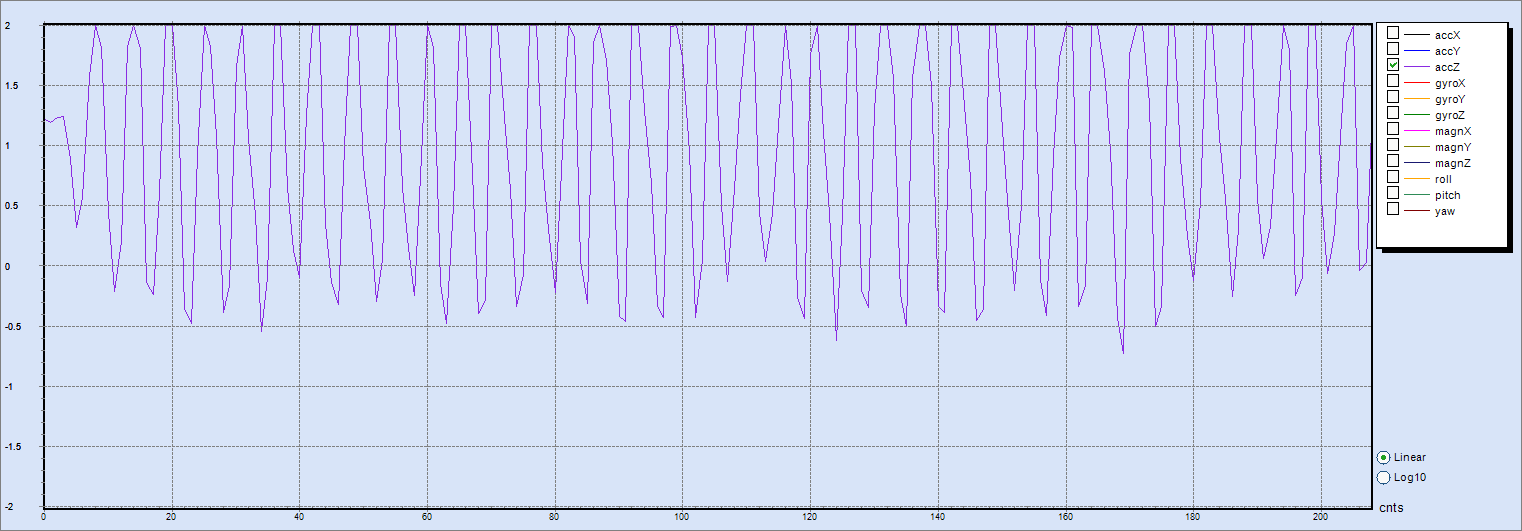 2
1.5
1
0.5
0
-0.5
-1
-1.5
-2
0 20 40 60 80 100 120 140 160 180 200
accX
accY
accZ
gyroX
gyroY
gyroZ
magnX
magnY
magnZ
roll
pitch
yaw
Linear
Log10
cnts